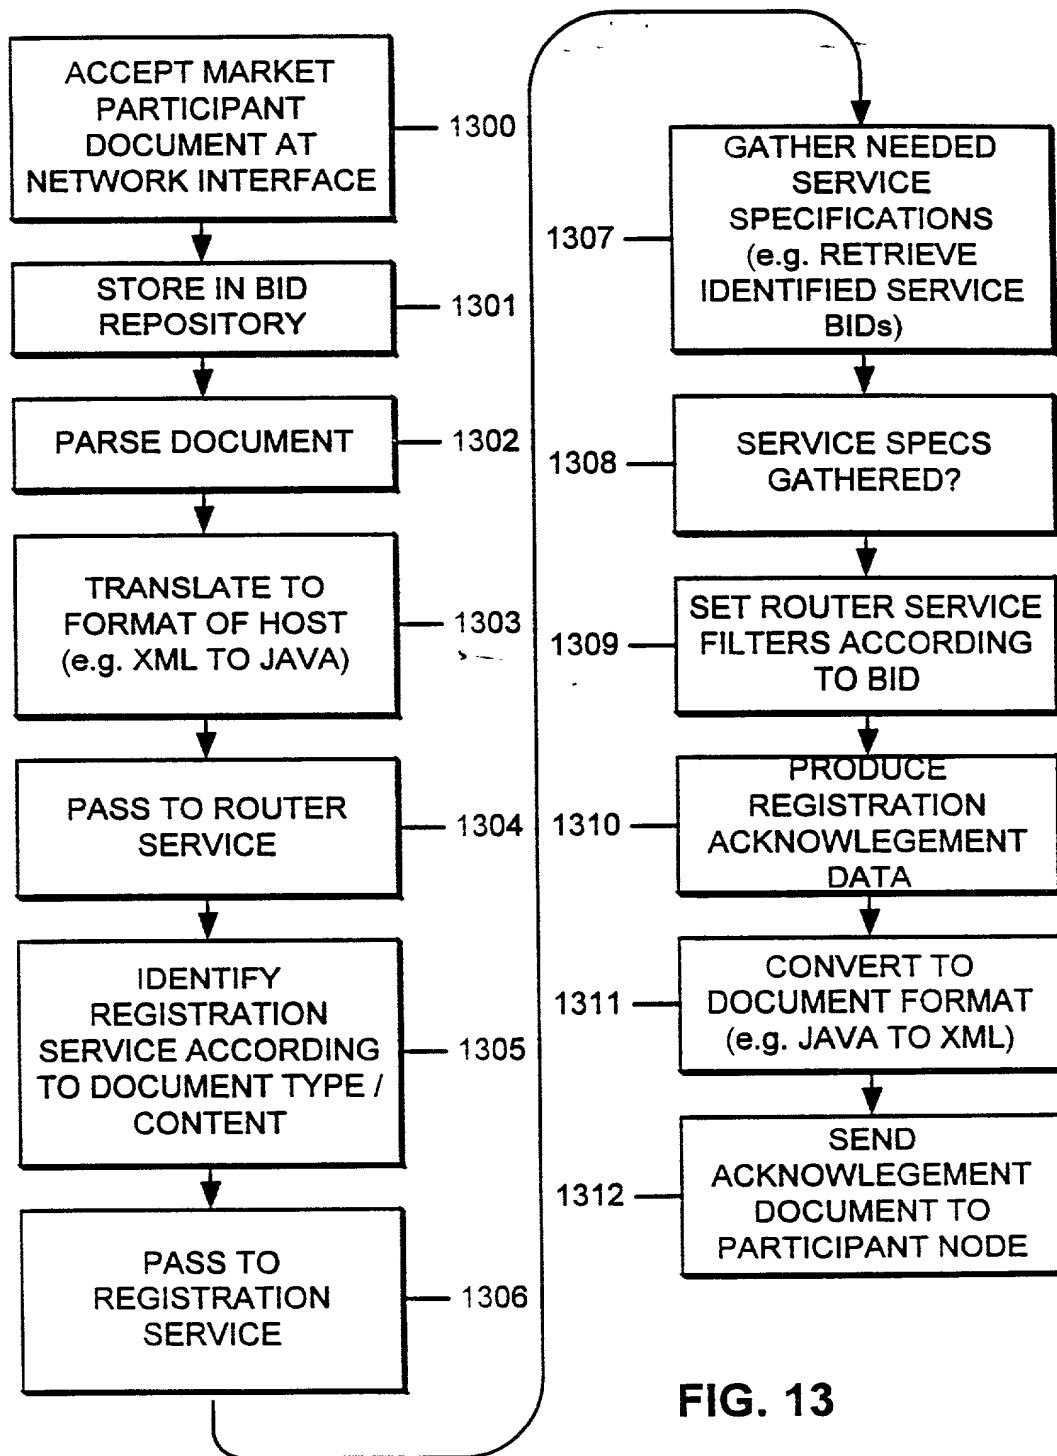 ACCEPT MARKET
PARTICIPANT
DOCUMENT AT
NETWORK INTERFACE
1300
STORE IN BID
REPOSITORY
1301
PARSE DOCUMENT
1302
TRANSLATE TO
FORMAT OF HOST
(e.g. XML TO JAVA)
1303
PASS TO ROUTER
SERVICE
1304
IDENTIFY
REGISTRATION
SERVICE ACCORDING
TO DOCUMENT TYPE /
CONTENT
1305
PASS TO
REGISTRATION
SERVICE
1306
GATHER NEEDED
SERVICE
SPECIFICATIONS
(e.g. RETRIEVE
IDENTIFIED SERVICE
BIDs)
1307
SERVICE SPECS
GATHERED?
1308
SET ROUTER SERVICE
FILTERS ACCORDING
TO BID
1309
PRODUCE
REGISTRATION
ACKNOWLEGEMENT
DATA
1310
CONVERT TO
DOCUMENT FORMAT
(e.g. JAVA TO XML)
1311
SEND
ACKNOWLEGEMENT
DOCUMENT TO
PARTICIPANT NODE
1312
FIG. 13